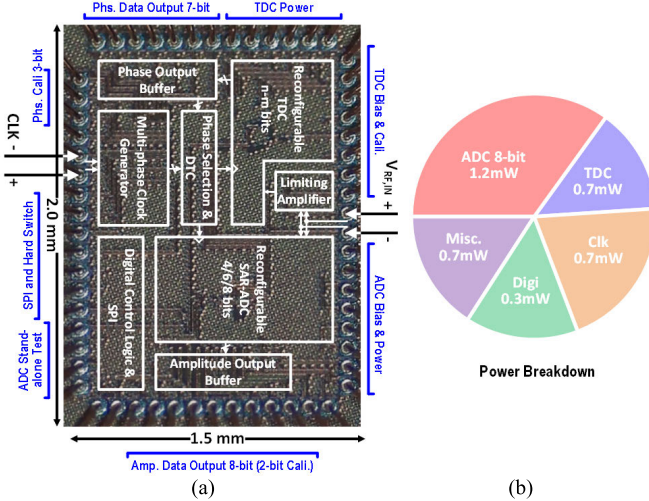 Phs. Data Output 7-bit
TDC Power
Phs. Cali 3-bit
CLK -
+
SPI and Hard Switch
ADC Stand-
alone Test
2.0 mm
Phase Output
Buffer
Multi-phase Clock
Generator
Phase Selection &
DTC
Reconfigurable
TDC
n-m bits
Limiting
Amplifier
Digital Control Logic &
SPI
Reconfigurable
SAR-ADC
4/6/8 bits
Amplitude Output
Buffer
TDC Bias & Cali.
VRF,IN +
-
ADC Bias & Power
1.5 mm
Amp. Data Output 8-bit (2-bit Cali.)
(a)
ADC 8-bit
1.2mW
TDC
0.7mW
Clk
0.7mW
Digi
0.3mW
Misc.
0.7mW
Power Breakdown
(b)